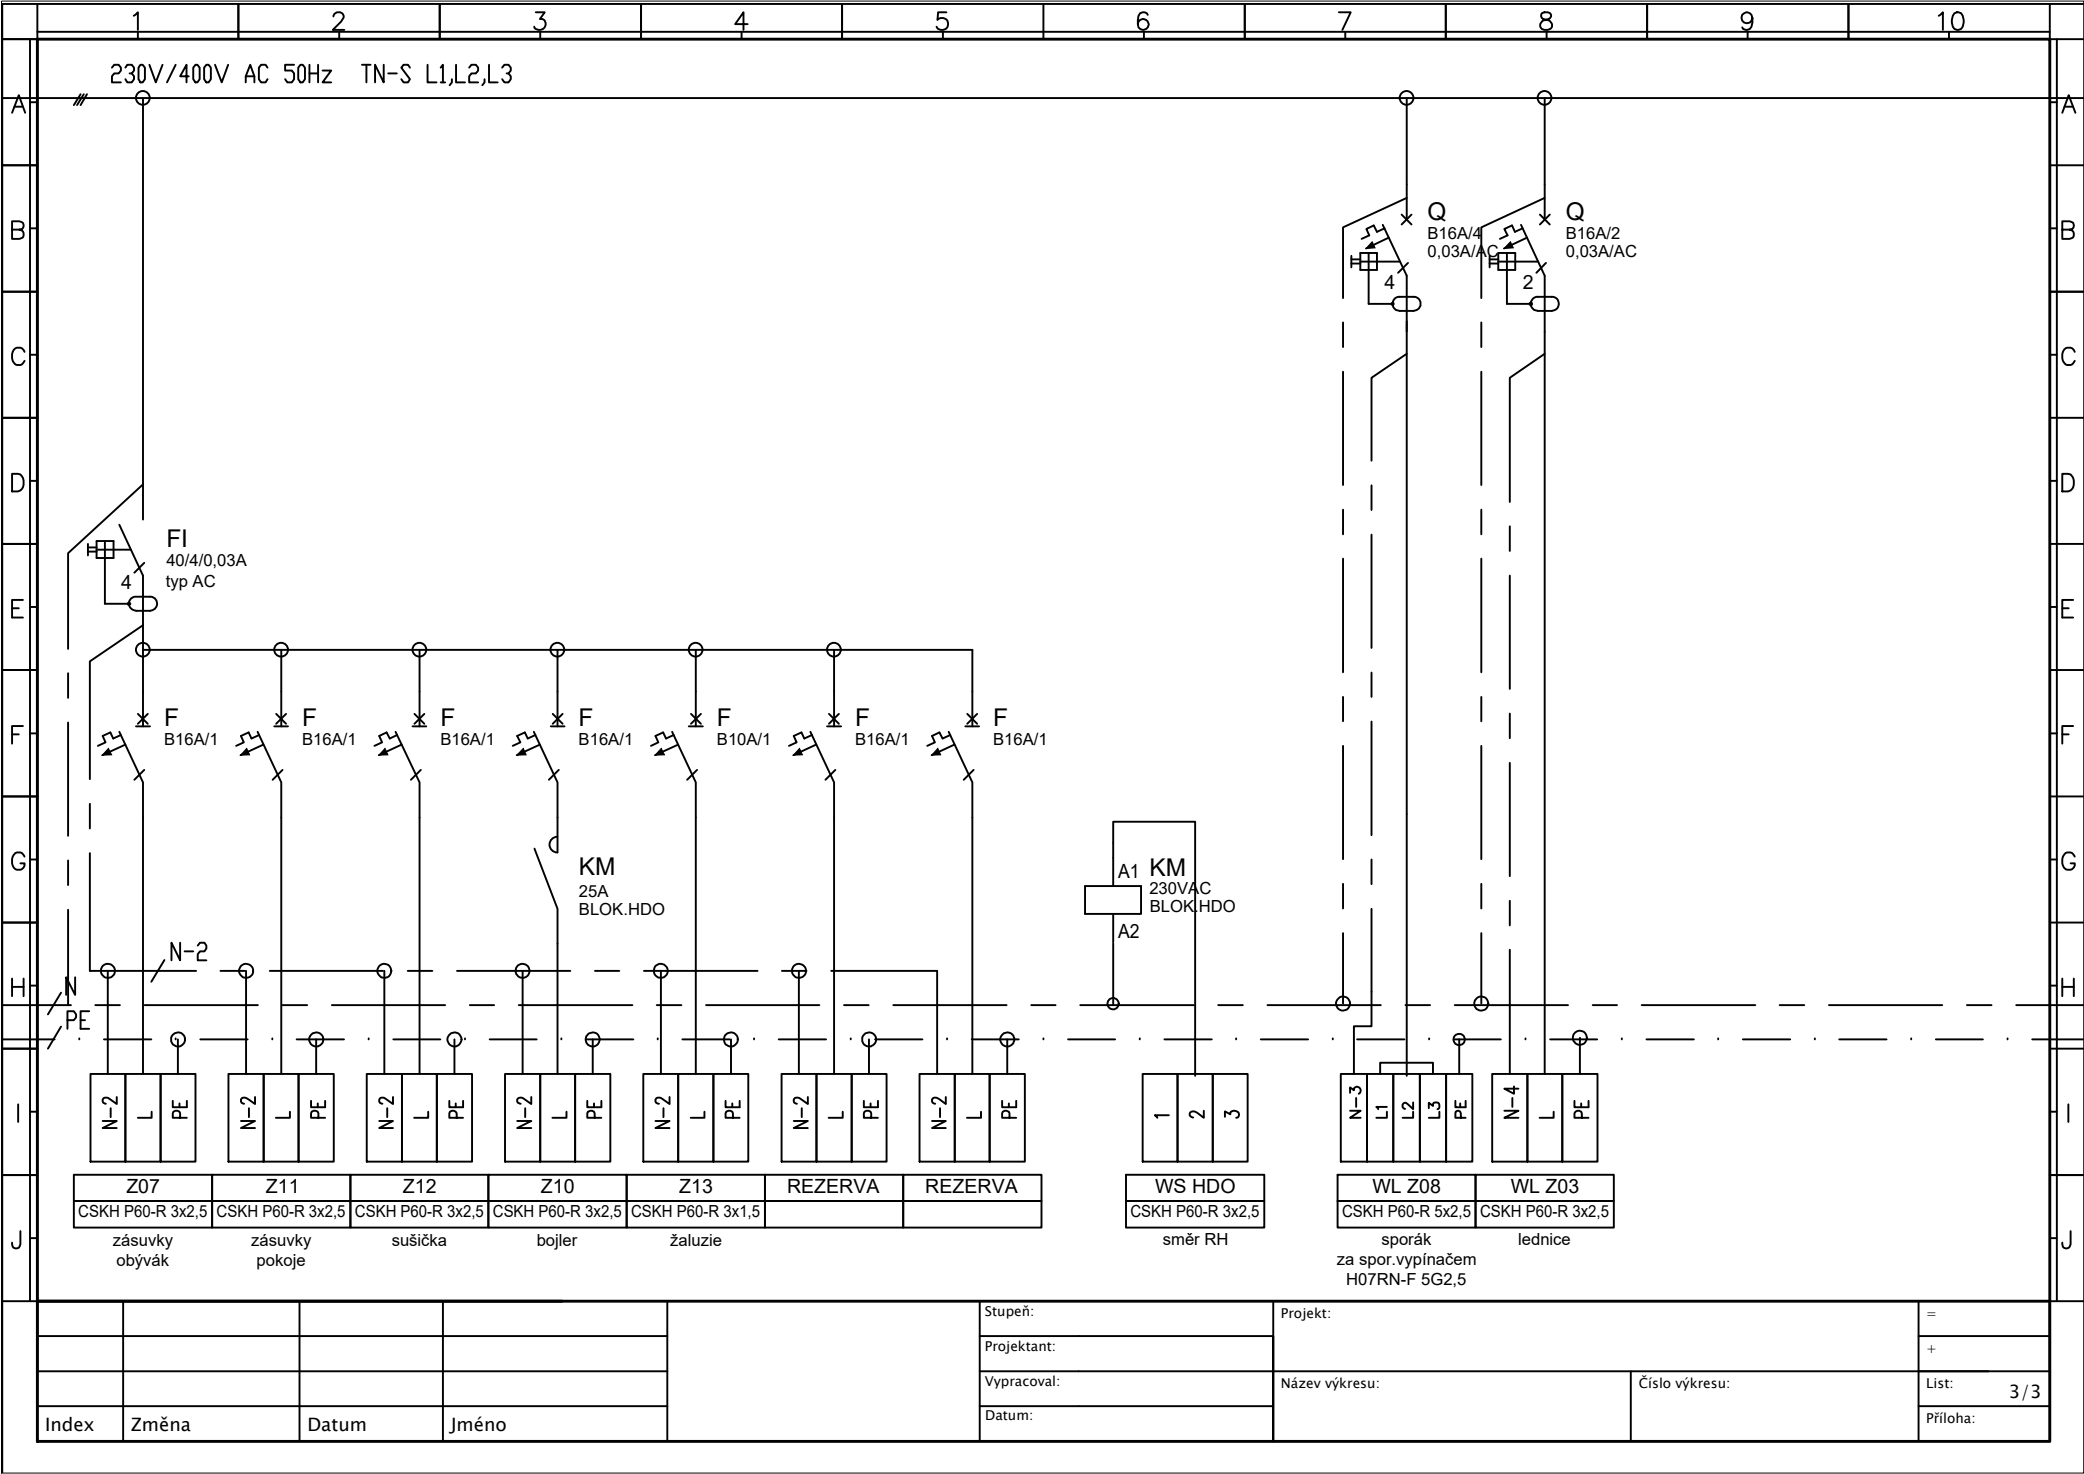 1 2 3 4 5 6 7 8 9 10
230V/400V AC 50Hz TN-S L1,L2,L3
A A
B B
Q
B16A/4
0,03A/AC
4
Q
B16A/2
0,03A/AC
2
C C
D D
FI
40/4/0,03A
typ AC
4
E E
F F
F
B16A/1
F
B16A/1
F
B16A/1
F
B16A/1
F
B10A/1
F
B16A/1
F
B16A/1
G G
KM
25A
BLOK.HDO
A1 KM
230VAC
BLOK.HDO
A2
N-2
H H
N
PE
I I
N-2 L PE
N-2 L PE
N-2 L PE
N-2 L PE
N-2 L PE
N-2 L PE
N-2 L PE
1 2 3
N-3 L1 L2 L3 PE
N-4 L PE
J J
Z07
CSKH P60-R 3x2,5
zásuvky
obývák
Z11
CSKH P60-R 3x2,5
zásuvky
pokoje
Z12
CSKH P60-R 3x2,5
sušička
Z10
CSKH P60-R 3x2,5
bojler
Z13
CSKH P60-R 3x1,5
žaluzie
REZERVA
REZERVA
WS HDO
CSKH P60-R 3x2,5
směr RH
WL Z08
CSKH P60-R 5x2,5
sporák
za spor.vypínačem
H07RN-F 5G2,5
WL Z03
CSKH P60-R 3x2,5
lednice
Index Změna Datum Jméno
Stupeň:
Projektant:
Vypracoval:
Datum:
Projekt:
Název výkresu:
Číslo výkresu:
=
+
List: 3/3
Příloha: